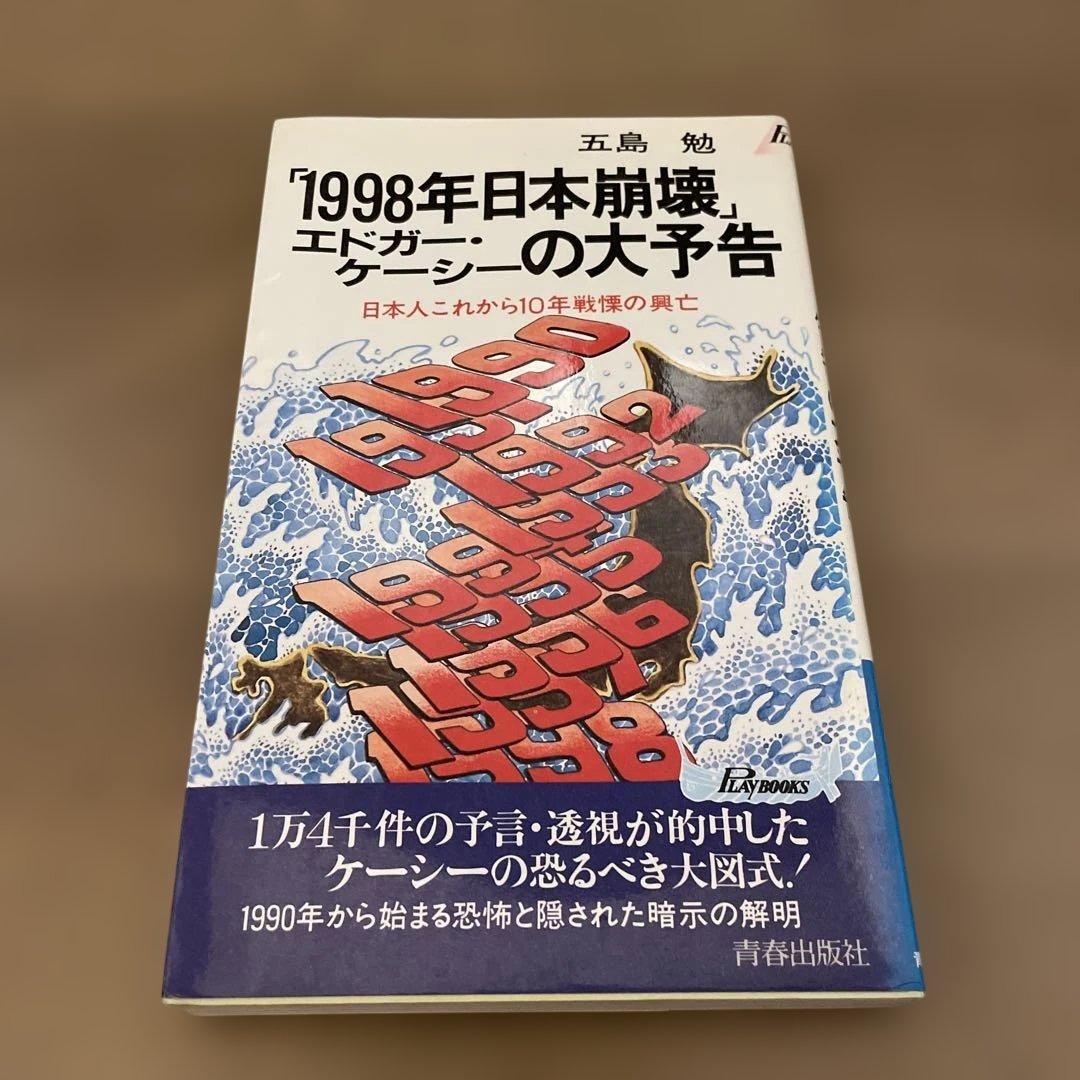 五島 勉
「1998年日本崩壊」
エドガー・ケーシーの大予告
日本人これから10年戦慄の興亡
1990
1992
1998
PLAYBOOKS
1万4千件の予言・透視が的中した
ケーシーの恐るべき大図式!
1990年から始まる恐怖と隠された暗示の解明
青春出版社